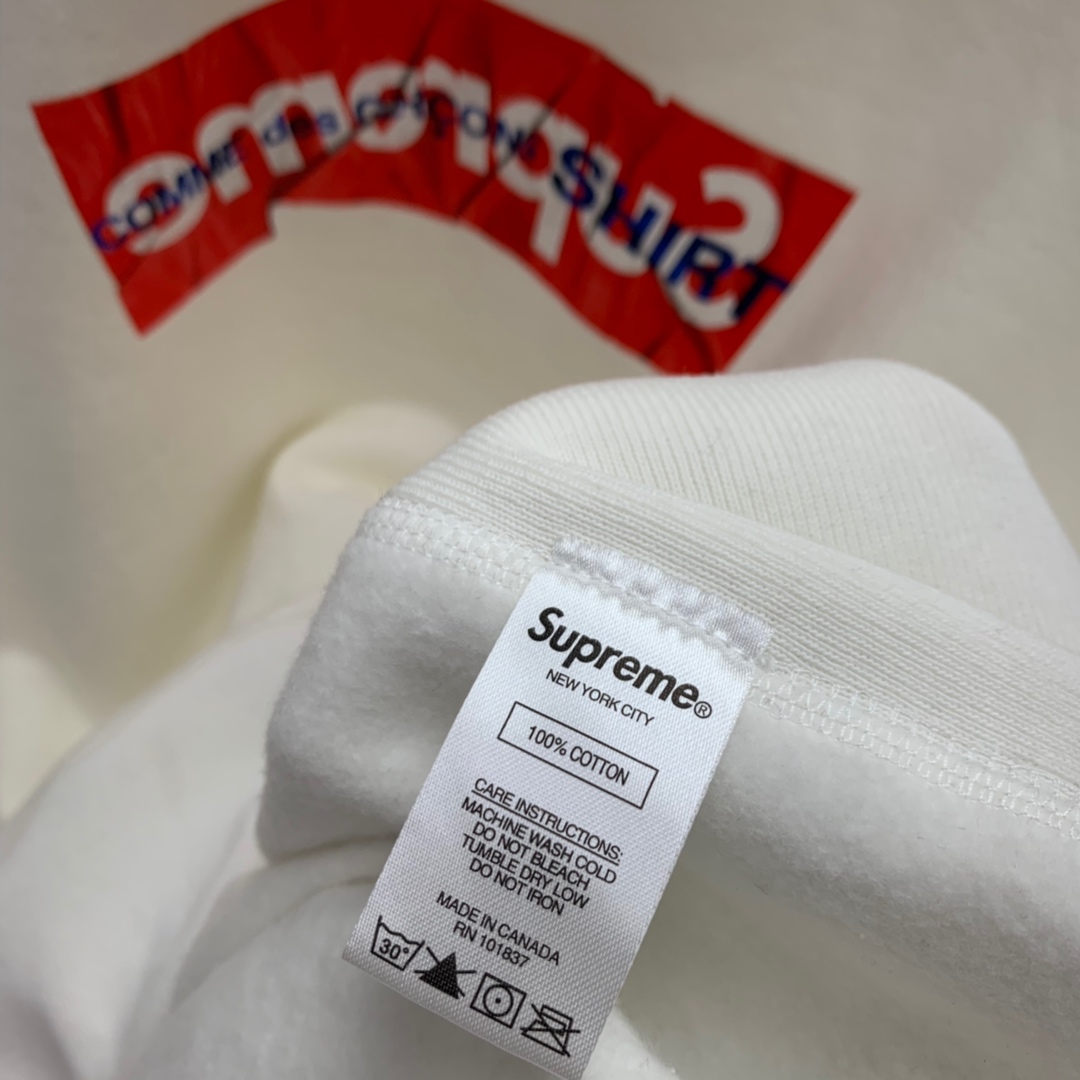 Supreme
COMME des GARÇONS SHIRT
Supreme®
NEW YORK CITY
100% COTTON
CARE INSTRUCTIONS:
MACHINE WASH COLD
DO NOT BLEACH
TUMBLE DRY LOW
DO NOT IRON
MADE IN CANADA
RN 101837
30°